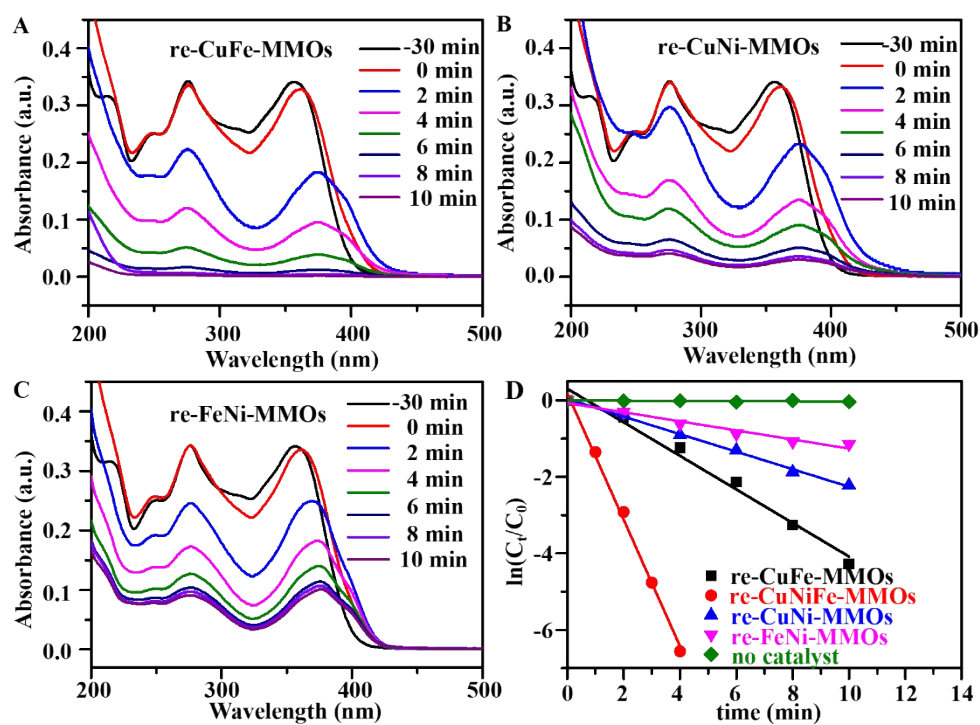 A
re-CuFe-MMOs
-30 min
0 min
2 min
4 min
6 min
8 min
10 min
Absorbance (a.u.)
0.4
0.3
0.2
0.1
0.0
200 300 400 500
Wavelength (nm)
B
re-CuNi-MMOs
-30 min
0 min
2 min
4 min
6 min
8 min
10 min
Absorbance (a.u.)
0.4
0.3
0.2
0.1
0.0
200 300 400 500
Wavelength (nm)
C
re-FeNi-MMOs
-30 min
0 min
2 min
4 min
6 min
8 min
10 min
Absorbance (a.u.)
0.4
0.3
0.2
0.1
0.0
200 300 400 500
Wavelength (nm)
D
ln(Ct/C0)
0
-2
-4
-6
re-CuFe-MMOs
re-CuNiFe-MMOs
re-CuNi-MMOs
re-FeNi-MMOs
no catalyst
0 2 4 6 8 10 12 14
time (min)